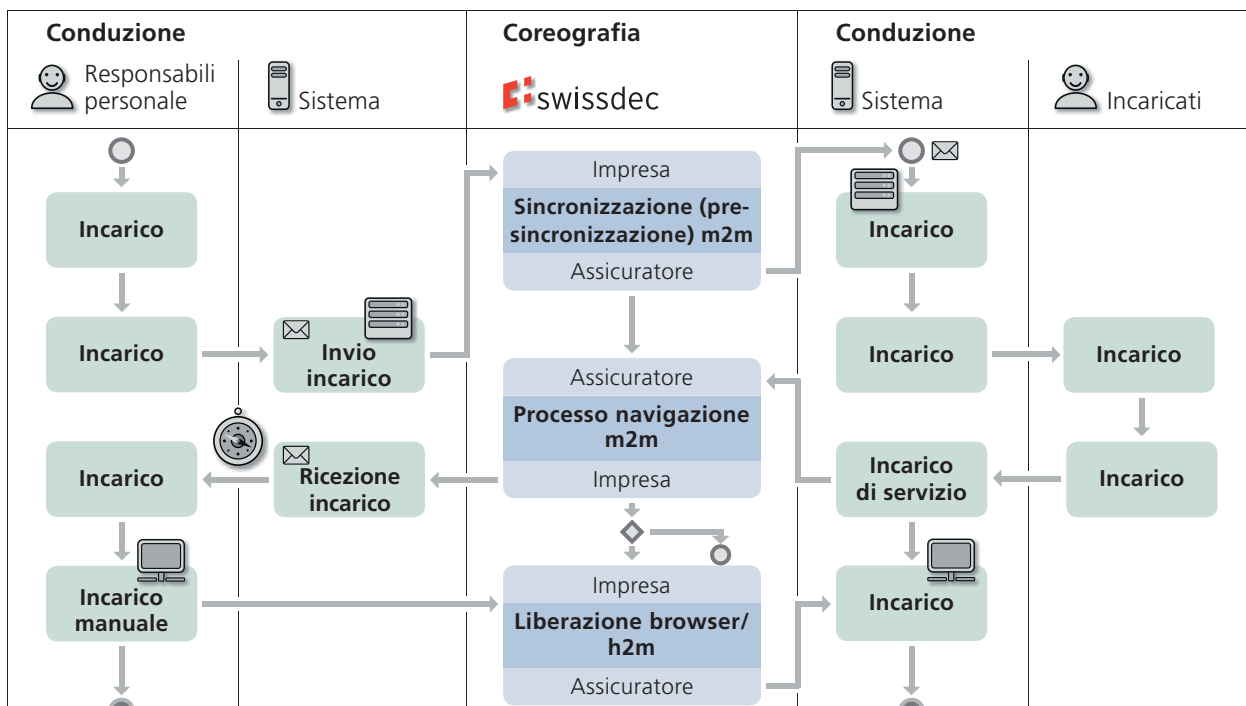 Conduzione
Coreografia
Conduzione
Responsabili
personale
Sistema
swissdec
Sistema
Incaricati
Impresa
Sincronizzazione (pre-
sincronizzazione) m2m
Assicuratore
Incarico
Incarico
Incarico
Invio
incarico
Incarico
Incarico
Assicuratore
Processo navigazione
m2m
Impresa
Incarico
Ricezione
incarico
Incarico
di servizio
Incarico
Incarico
manuale
Impresa
Liberazione browser/
h2m
Assicuratore
Incarico